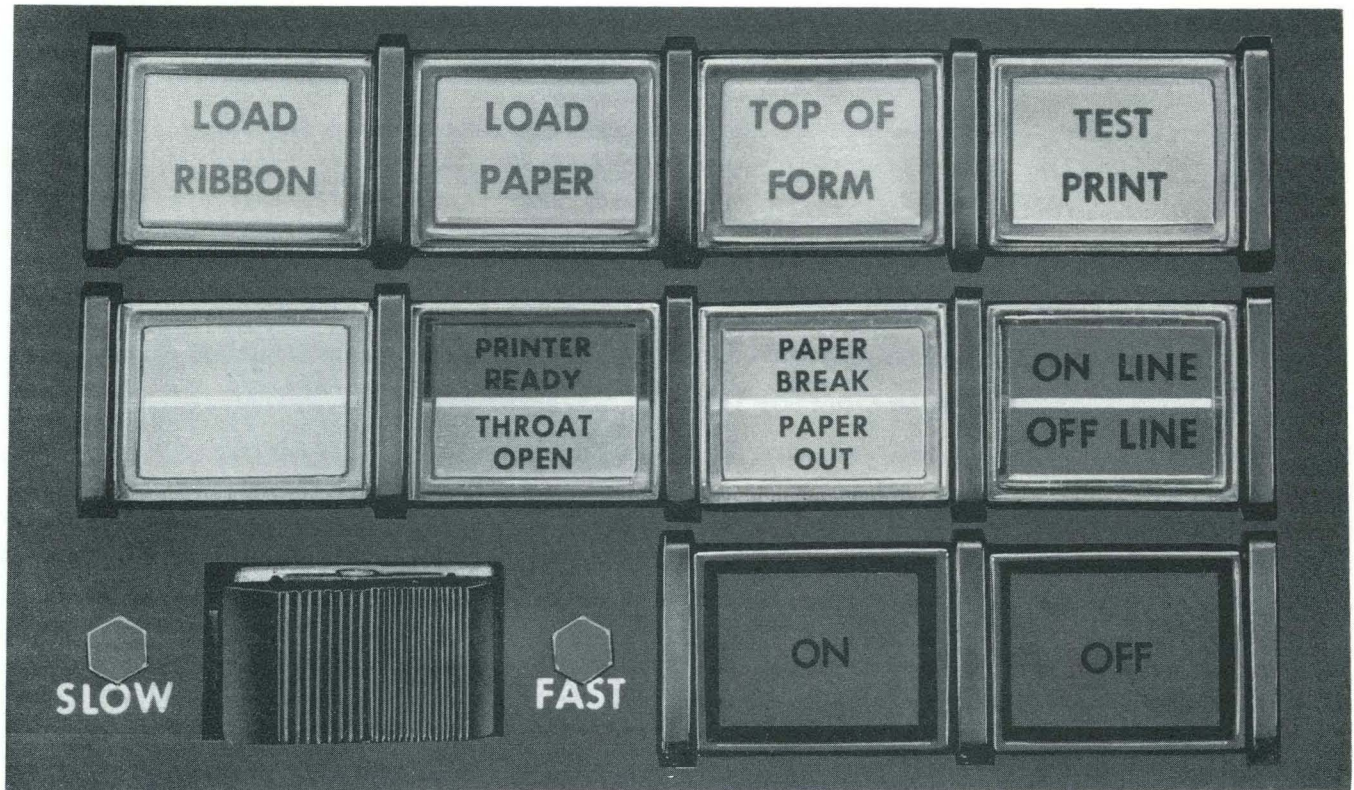 LOAD
RIBBON
LOAD
PAPER
TOP OF
FORM
TEST
PRINT
PRINTER
READY
THROAT
OPEN
PAPER
BREAK
PAPER
OUT
ON LINE
OFF LINE
SLOW
FAST
ON
OFF